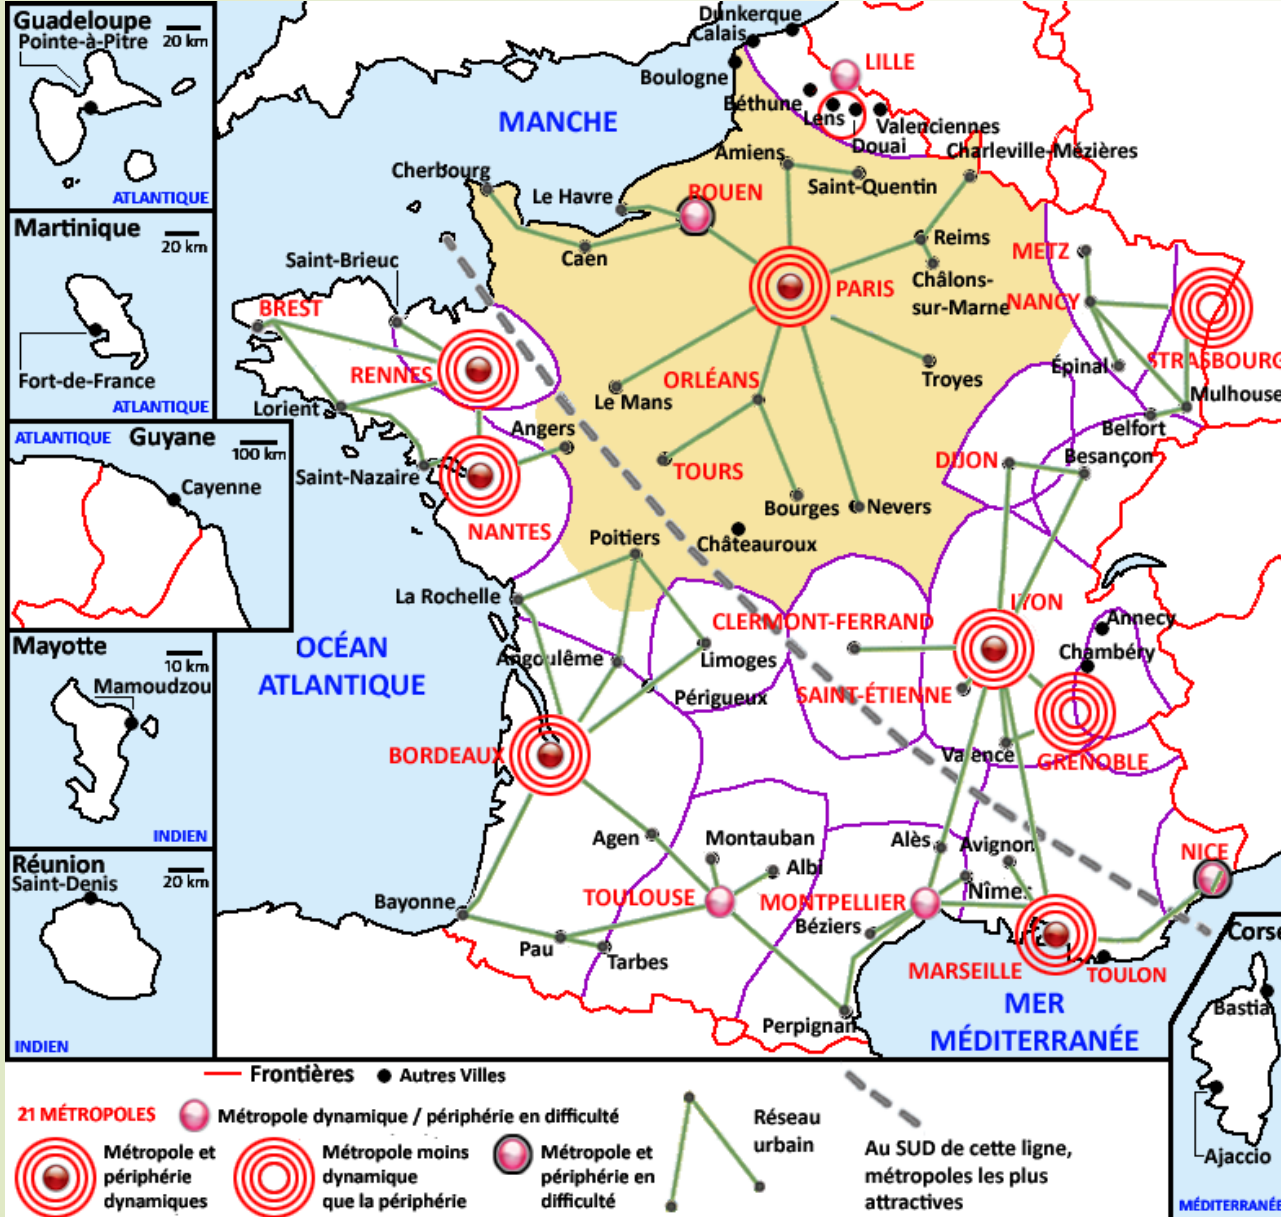 Guadeloupe
Pointe-à-Pitre
20 km
ATLANTIQUE
Martinique
20 km
Fort-de-France
ATLANTIQUE
ATLANTIQUE
Guyane
100 km
Cayenne
Mayotte
10 km
Mamoudzou
INDIEN
Réunion
Saint-Denis
20 km
INDIEN
Dunkerque
Calais
LILLE
Boulogne
Béthune
Lens
Valenciennes
Douai
MANCHE
Amiens
Charleville-Mézières
Saint-Quentin
Cherbourg
Le Havre
ROUEN
Caen
Reims
METZ
Saint-Brieuc
PARIS
Châlons-
sur-Marne
NANCY
BREST
STRASBOURG
RENNES
ORLÉANS
Troyes
Épinal
Le Mans
Mulhouse
Lorient
Angers
Belfort
Saint-Nazaire
TOURS
DIJON
Besançon
Bourges
Nevers
NANTES
Poitiers
Châteauroux
La Rochelle
LYON
CLERMONT-FERRAND
Annecy
OCÉAN
ATLANTIQUE
Angoulême
Limoges
Chambéry
Périgueux
SAINT-ÉTIENNE
BORDEAUX
Valence
GRENOBLE
Agen
Montauban
Alès
Avignon
NICE
Albi
TOULOUSE
MONTPELLIER
Nîmes
Bayonne
Béziers
Pau
Tarbes
MARSEILLE
TOULON
Perpignan
MER
MÉDITERRANÉE
Corse
Bastia
Ajaccio
MÉDITERRANÉE
Frontières
Autres Villes
21 MÉTROPOLES
Métropole dynamique / périphérie en difficulté
Métropole et
périphérie
dynamiques
Métropole moins
dynamique
que la périphérie
Métropole et
périphérie en
difficulté
Réseau
urbain
Au SUD de cette ligne,
métropoles les plus
attractives